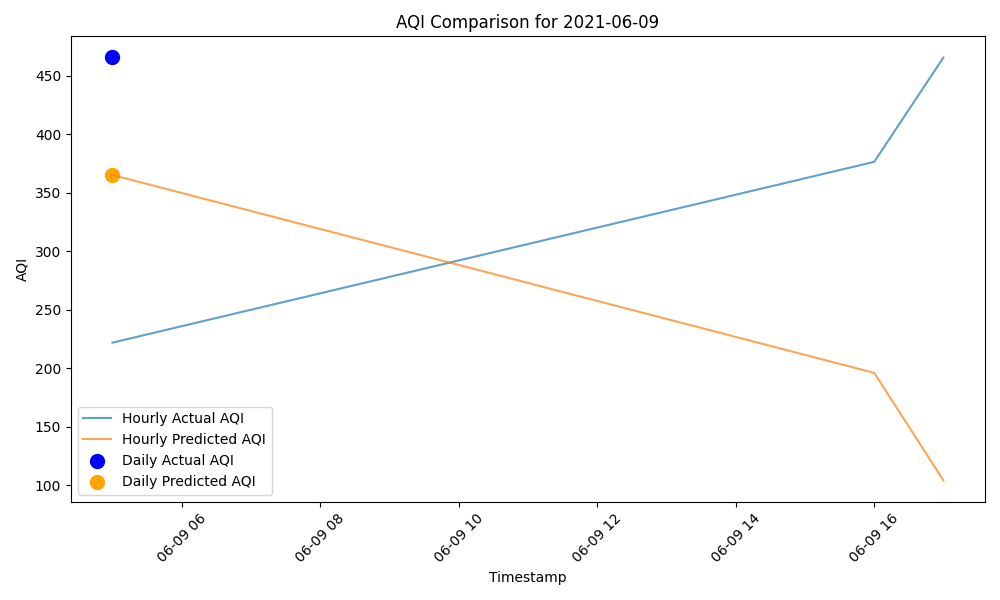 AQI Comparison for 2021-06-09
AQI
450
400
350
300
250
200
150
100
Hourly Actual AQI
Hourly Predicted AQI
Daily Actual AQI
Daily Predicted AQI
06-09 06
06-09 08
06-09 10
06-09 12
06-09 14
06-09 16
Timestamp